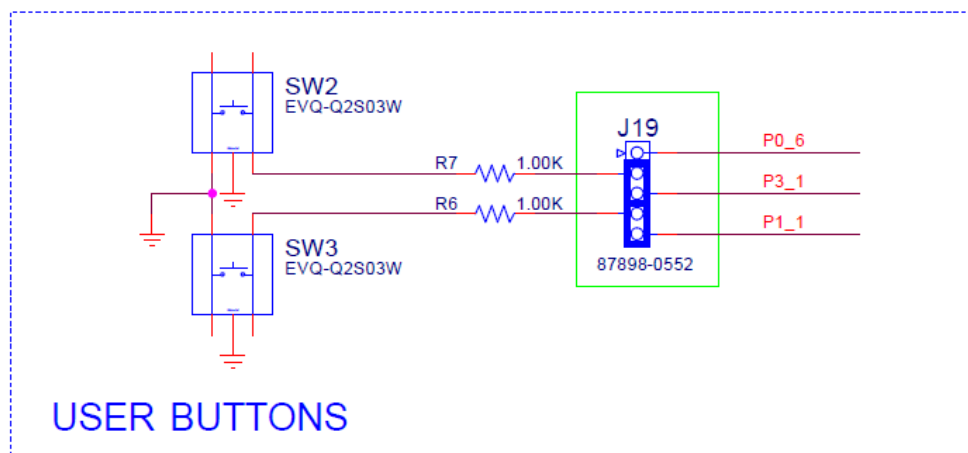 SW2
EVQ-Q2S03W
J19
P0_6
R7 1.00K
P3_1
R6 1.00K
P1_1
SW3
EVQ-Q2S03W
87898-0552
USER BUTTONS